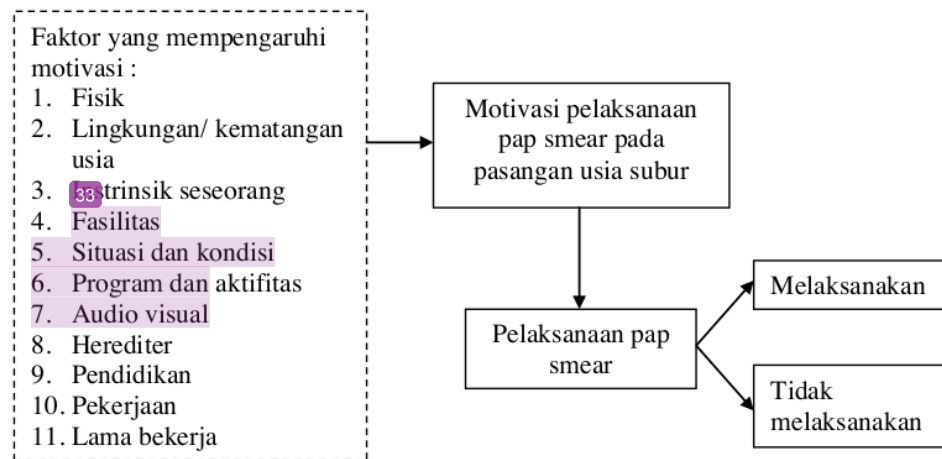 Faktor yang mempengaruhi
motivasi :
1. Fisik
2. Lingkungan/ kematangan
usia
3. 33 strinsik seseorang
4. Fasilitas
5. Situasi dan kondisi
6. Program dan aktifitas
7. Audio visual
8. Herediter
9. Pendidikan
10. Pekerjaan
11. Lama bekerja
Motivasi pelaksanaan
pap smear pada
pasangan usia subur
Pelaksanaan pap
smear
Melaksanakan
Tidak
melaksanakan